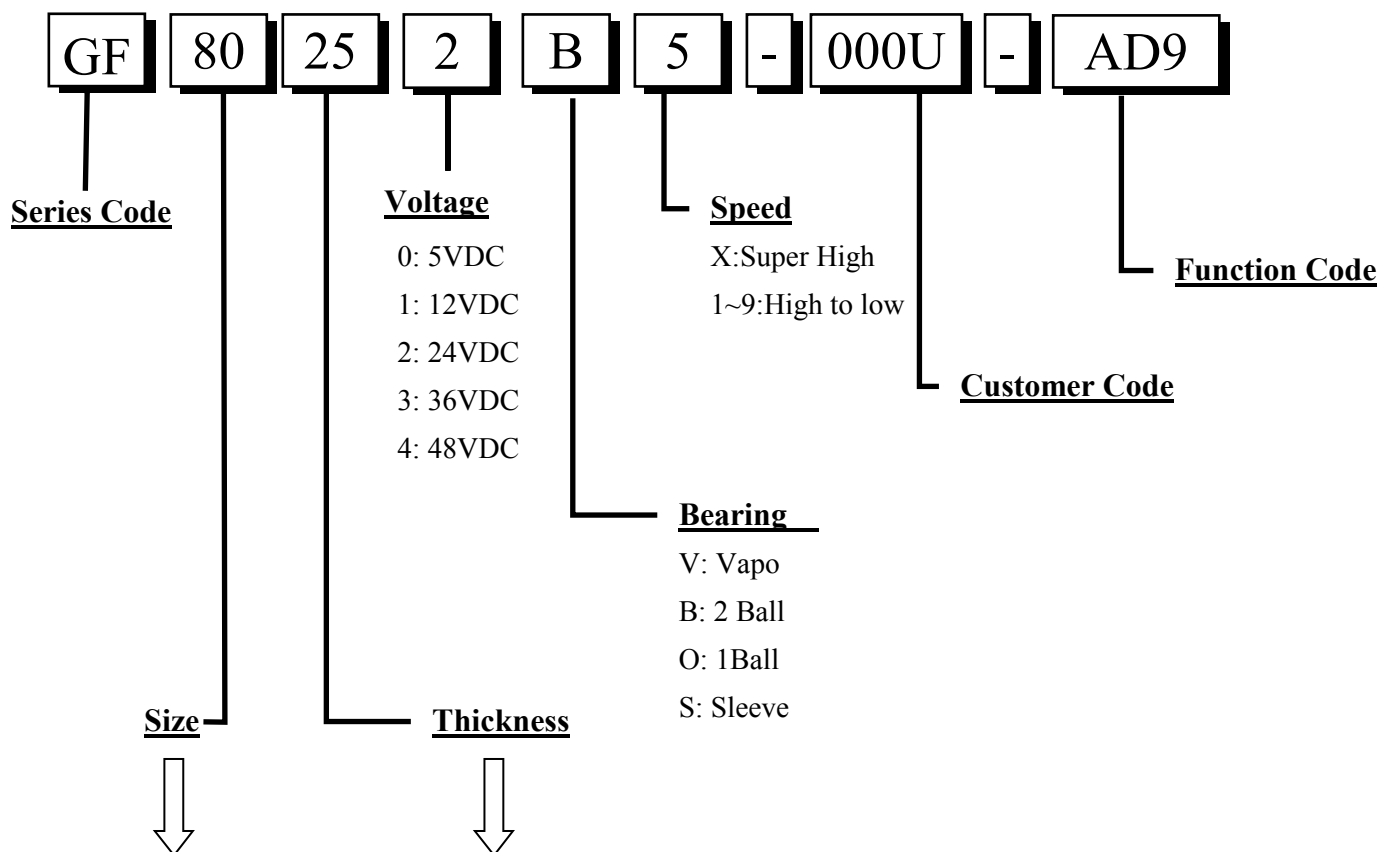 GF 80 25 2 B 5 - 000U - AD9
Series Code
Voltage
0: 5VDC
1: 12VDC
2: 24VDC
3: 36VDC
4: 48VDC
Speed
X:Super High
1~9:High to low
Function Code
Customer Code
Bearing
V: Vapo
B: 2 Ball
O: 1Ball
S: Sleeve
Size
Thickness